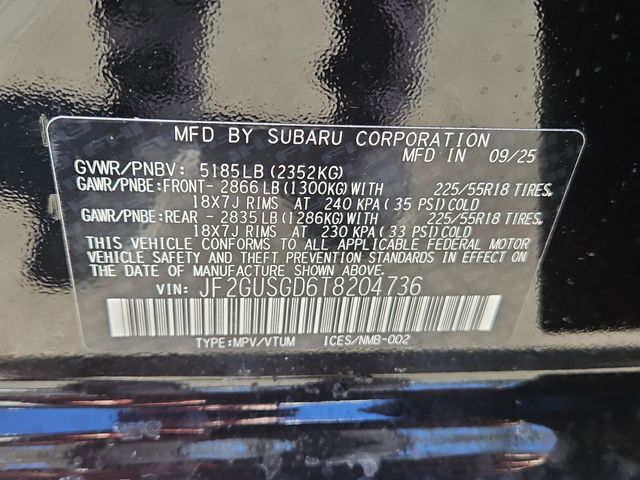 MFD BY SUBARU CORPORATION
MFD IN 09/25
GVWR/PNBV: 5185LB (2352KG)
GAWR/PNBE:FRONT- 2866 LB (1300KG)WITH 225/55R18 TIRES,
18X7J RIMS AT 240 KPA (35 PSI) COLD
GAWR/PNBE:REAR - 2835 LB (1286KG)WITH 225/55R18 TIRES,
18X7J RIMS AT 230 KPA (33 PSI)COLD
THIS VEHICLE CONFORMS TO ALL APPLICABLE FEDERAL MOTOR
VEHICLE SAFETY AND THEFT PREVENTION STANDARDS IN EFFECT
ON THE DATE OF MANUFACTURE SHOWN ABOVE.
VIN: JF2GUSGD6T8204736
TYPE:MPV/VTUM ICES/NMB-002